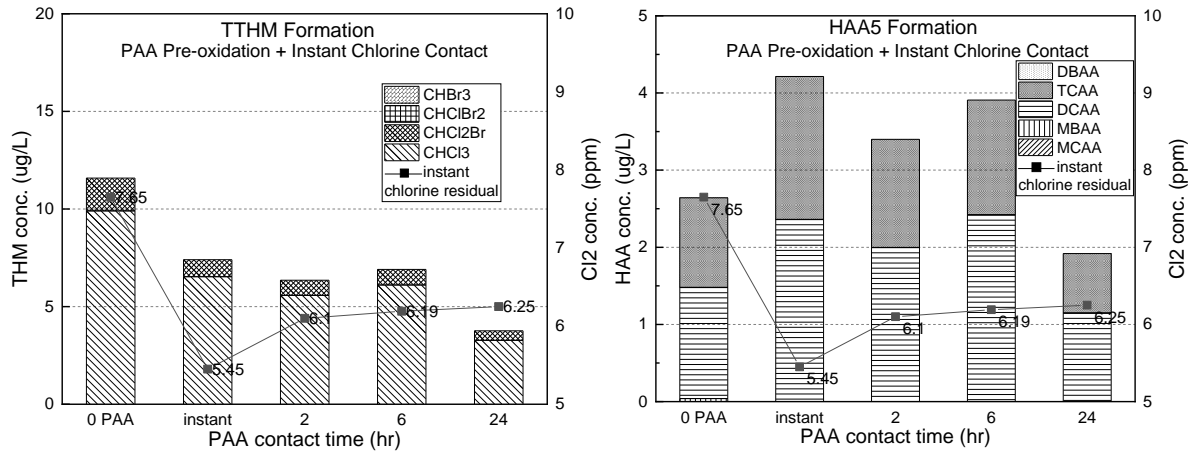 TTHM Formation
PAA Pre-oxidation + Instant Chlorine Contact
CHBr3
CHClBr2
CHCl2Br
CHCl3
instant
chlorine residual
THM conc. (ug/L)
20
15
10
5
0
Cl2 conc. (ppm)
10
9
8
7
6
5
7.65
5.45
6.1
6.19
6.25
0 PAA
instant
2
6
24
PAA contact time (hr)
HAA5 Formation
PAA Pre-oxidation + Instant Chlorine Contact
DBAA
TCAA
DCAA
MBAA
MCAA
instant
chlorine residual
HAA conc. (ug/L)
5
4
3
2
1
0
Cl2 conc. (ppm)
10
9
8
7
6
5
7.65
5.45
6.1
6.19
6.25
0 PAA
instant
2
6
24
PAA contact time (hr)